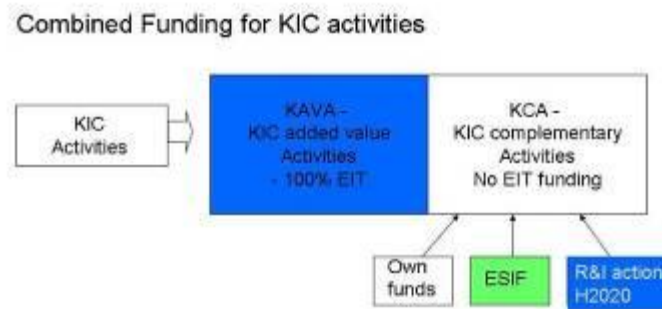 Combined Funding for KIC activities
KIC
Activities
KAVA -
KIC added value
Activities
- 100% EIT
KCA -
KIC complementary
Activities
No EIT funding
Own
funds
ESIF
R&I action
H2020